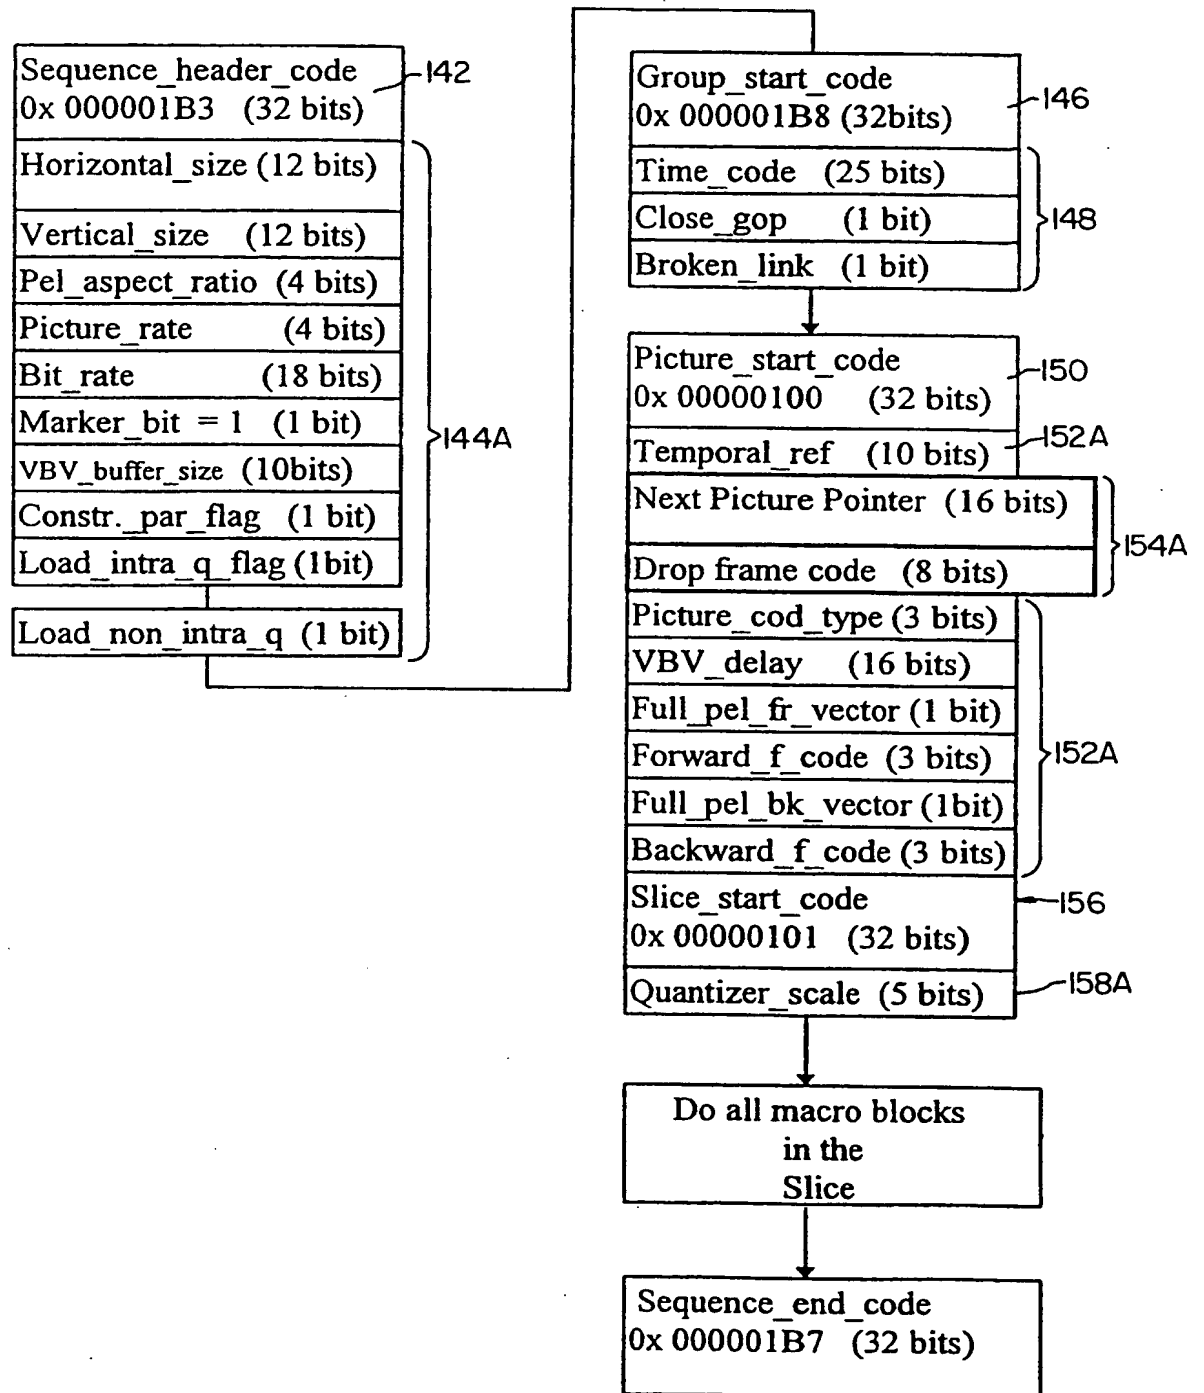 Sequence_header_code
0x 000001B3 (32 bits)
142
Horizontal_size (12 bits)
Vertical_size (12 bits)
Pel_aspect_ratio (4 bits)
Picture_rate (4 bits)
Bit_rate (18 bits)
Marker_bit = 1 (1 bit)
VBV_buffer_size (10bits)
Constr._par_flag (1 bit)
Load_intra_q_flag (1bit)
Load_non_intra_q (1 bit)
144A
Group_start_code
0x 000001B8 (32bits)
146
Time_code (25 bits)
Close_gop (1 bit)
Broken_link (1 bit)
148
Picture_start_code
0x 00000100 (32 bits)
150
Temporal_ref (10 bits)
152A
Next Picture Pointer (16 bits)
Drop frame code (8 bits)
154A
Picture_cod_type (3 bits)
VBV_delay (16 bits)
Full_pel_fr_vector (1 bit)
Forward_f_code (3 bits)
Full_pel_bk_vector (1bit)
Backward_f_code (3 bits)
152A
Slice_start_code
0x 00000101 (32 bits)
156
Quantizer_scale (5 bits)
158A
Do all macro blocks
in the
Slice
Sequence_end_code
0x 000001B7 (32 bits)